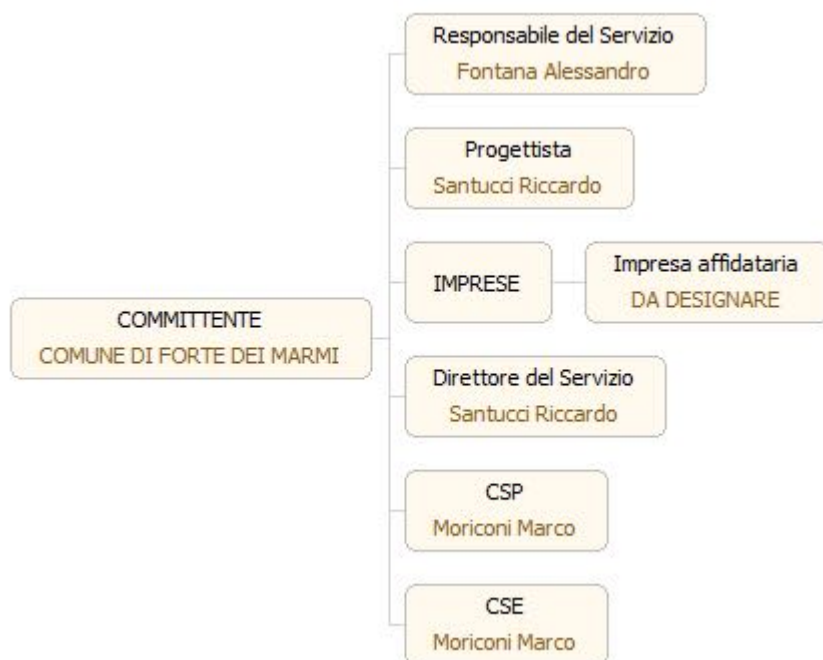 Responsabile del Servizio
Fontana Alessandro
Progettista
Santucci Riccardo
IMPRESE
Impresa affidataria
DA DESIGNARE
COMMITTENTE
COMUNE DI FORTE DEI MARMI
Direttore del Servizio
Santucci Riccardo
CSP
Moriconi Marco
CSE
Moriconi Marco